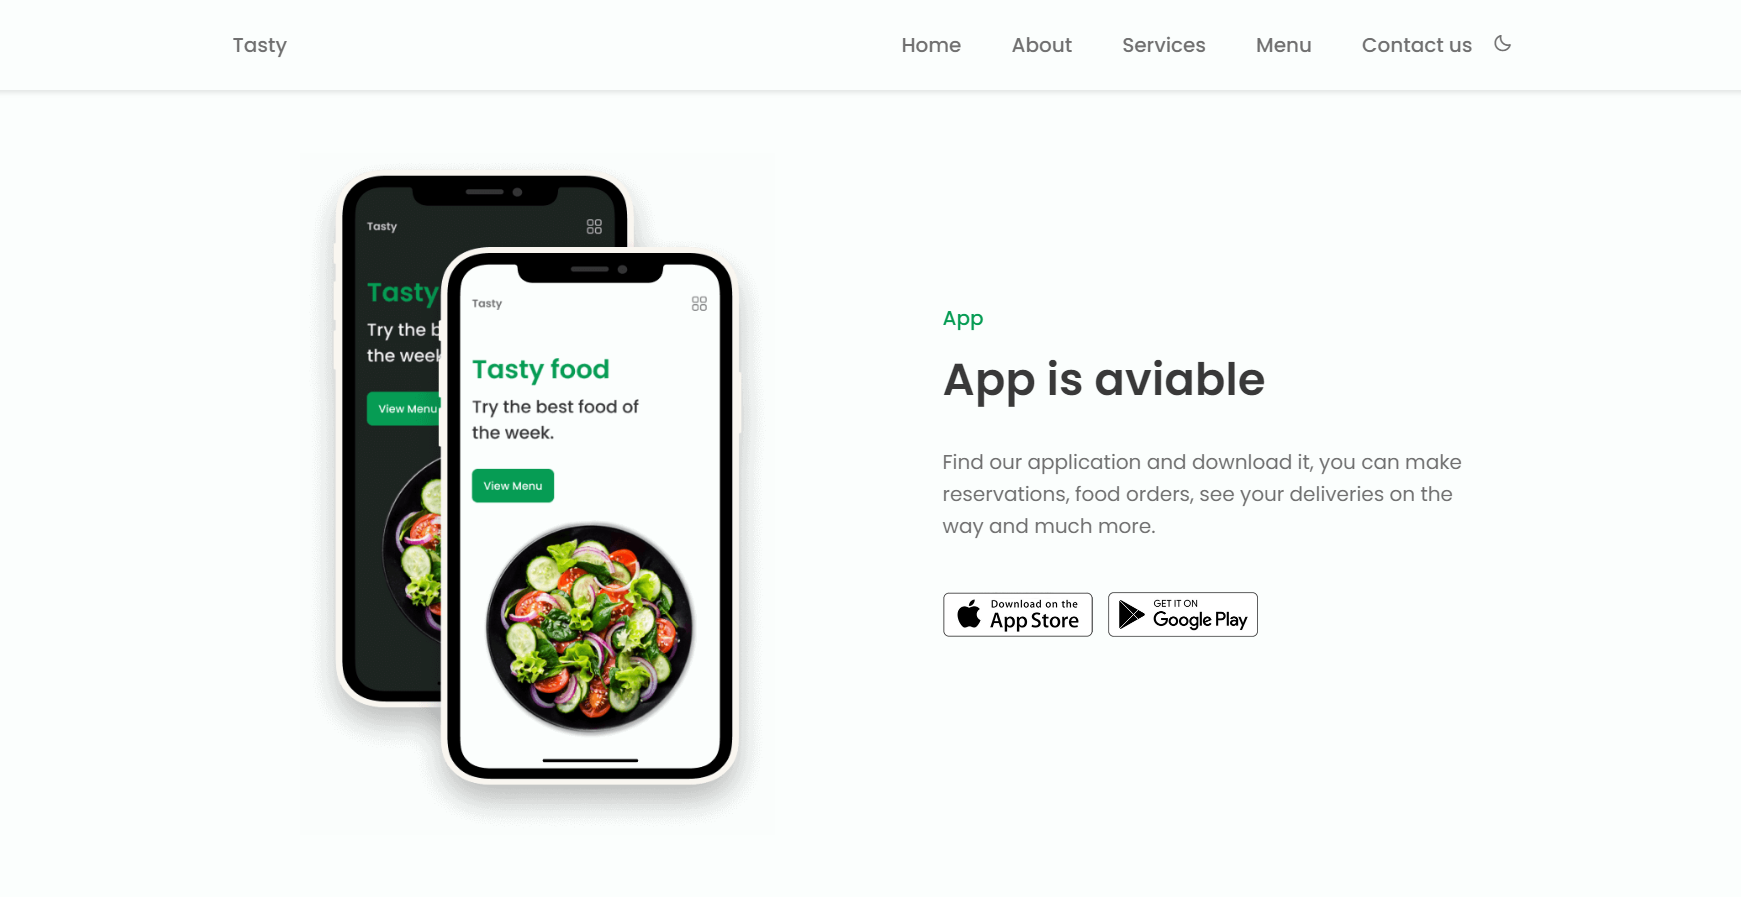 Tasty
Home About Services Menu Contact us
Tasty
Tasty
Try the b
the week
View Menu
Tasty
Tasty food
Try the best food of
the week.
View Menu
App
App is aviable
Find our application and download it, you can make
reservations, food orders, see your deliveries on the
way and much more.
Download on the
App Store
GET IT ON
Google Play